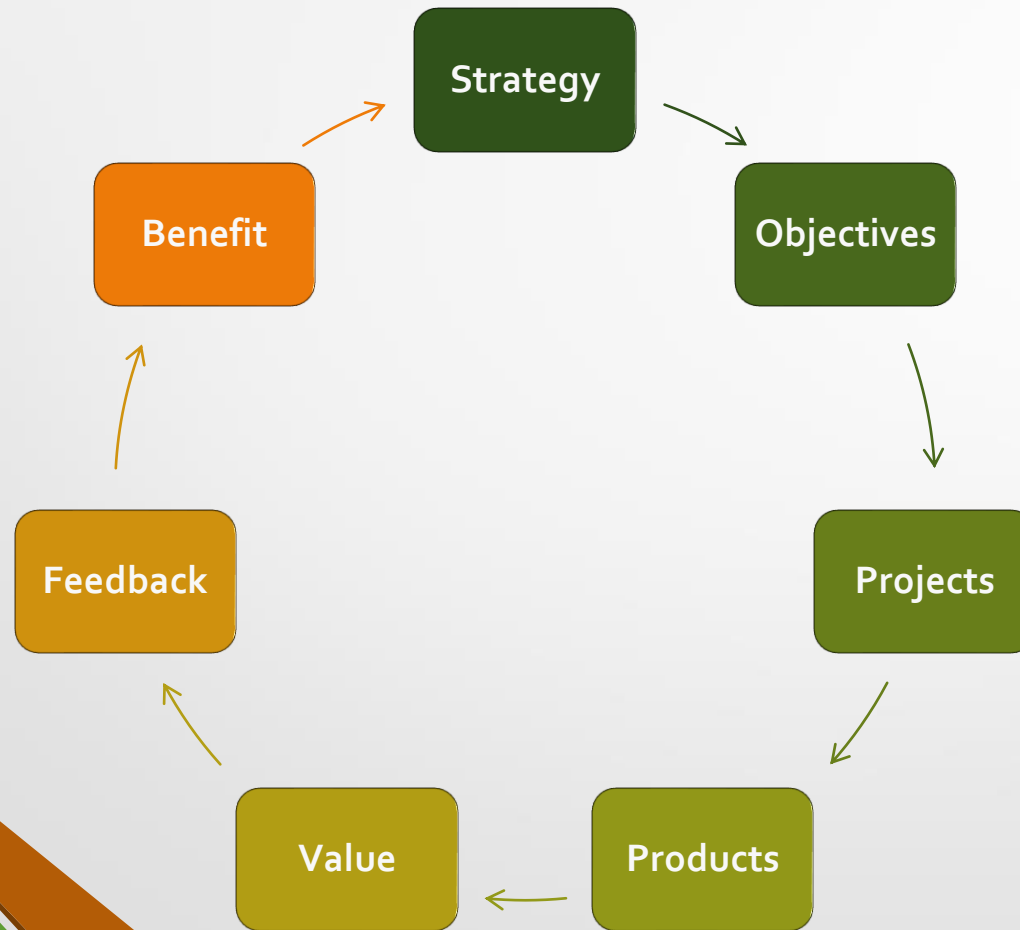 Strategy
Objectives
Projects
Products
Value
Feedback
Benefit